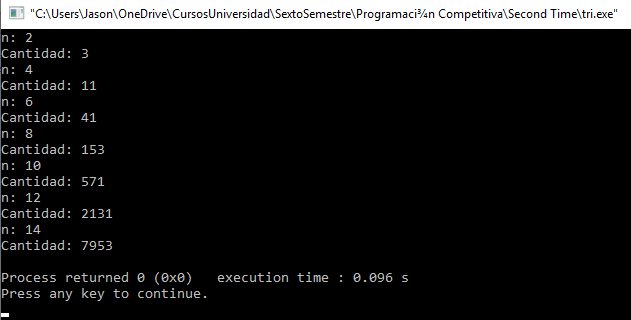 "C:\Users\Jason\OneDrive\CursosUniversidad\SextoSemestre\Programaci¾n Competitiva\Second Time\tri.exe"
n: 2
Cantidad: 3
n: 4
Cantidad: 11
n: 6
Cantidad: 41
n: 8
Cantidad: 153
n: 10
Cantidad: 571
n: 12
Cantidad: 2131
n: 14
Cantidad: 7953
Process returned 0 (0x0)   execution time : 0.096 s
Press any key to continue.